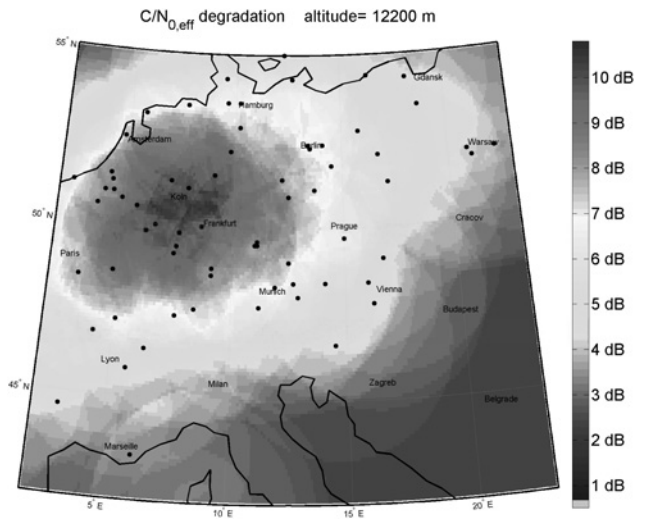 C/N0,eff degradation altitude= 12200 m
55° N
Gdansk
10 dB
Hamburg
9 dB
Amsterdam
Berlin
Warsaw
8 dB
Koln
50° N
Frankfurt
Cracov
7 dB
Prague
Paris
6 dB
Munich
Vienna
Budapest
5 dB
Lyon
4 dB
45° N
Milan
Zagreb
Belgrade
3 dB
Marseille
2 dB
1 dB
5° E
10° E
15° E
20° E